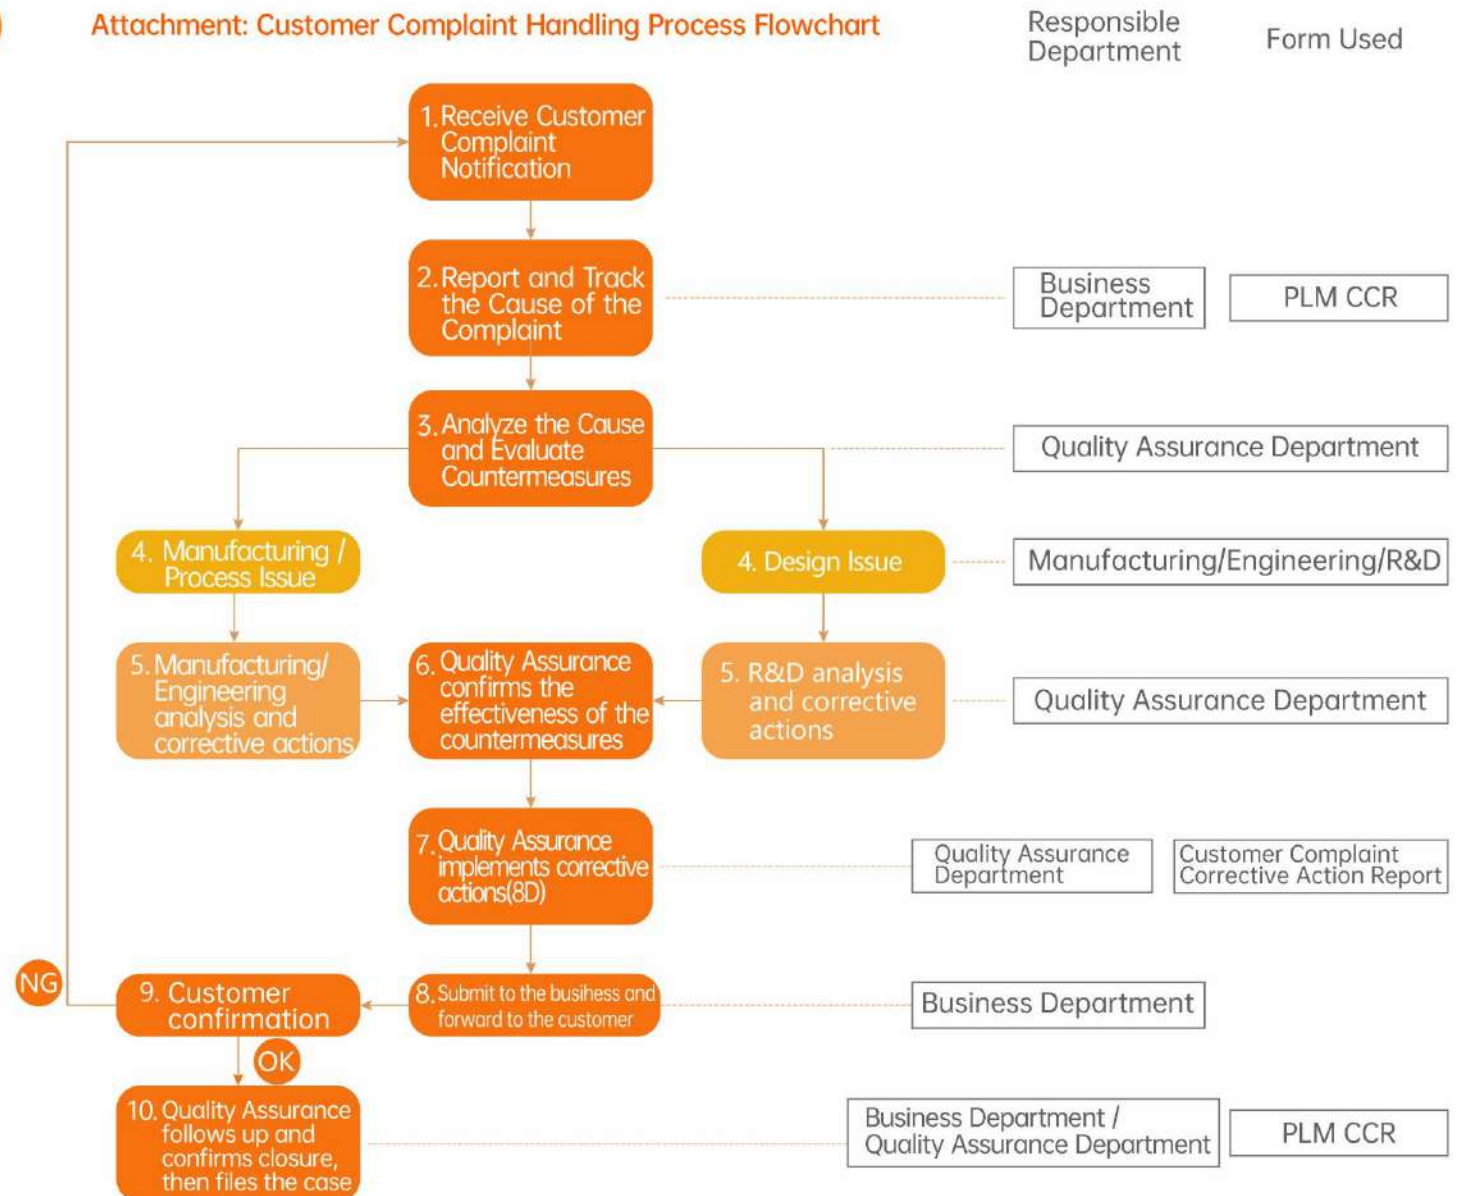 Attachment: Customer Complaint Handling Process Flowchart
Responsible
Department
Form Used
1. Receive Customer
Complaint
Notification
2. Report and Track
the Cause of the
Complaint
Business
Department
PLM CCR
3. Analyze the Cause
and Evaluate
Countermeasures
Quality Assurance Department
4. Manufacturing /
Process Issue
4. Design Issue
Manufacturing/Engineering/R&D
5. Manufacturing/
Engineering
analysis and
corrective actions
6. Quality Assurance
confirms the
effectiveness of the
countermeasures
5. R&D analysis
and corrective
actions
Quality Assurance Department
7. Quality Assurance
implements corrective
actions(8D)
Quality Assurance
Department
Customer Complaint
Corrective Action Report
NG
9. Customer
confirmation
8. Submit to the busihess and
forward to the customer
Business Department
OK
10. Quality Assurance
follows up and
confirms closure,
then files the case
Business Department /
Quality Assurance Department
PLM CCR